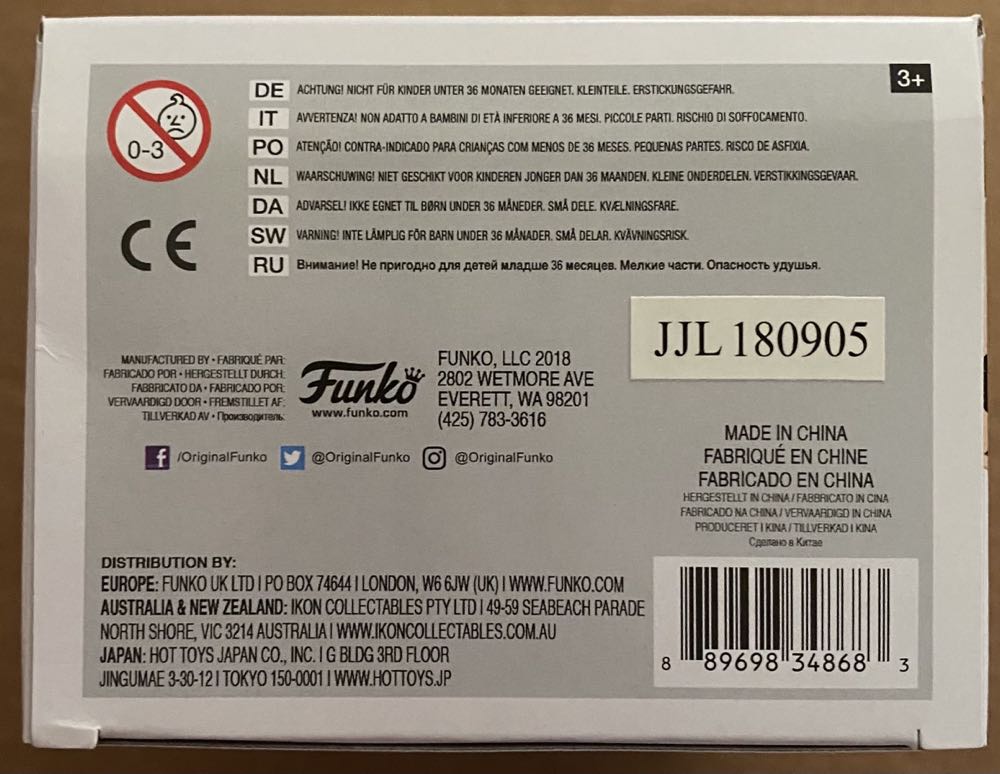 3+
0-3
CE
DE ACHTUNG! NICHT FÜR KINDER UNTER 36 MONATEN GEEIGNET. KLEINTEILE. ERSTICKUNGSGEFAHR.
IT AVVERTENZA! NON ADATTO A BAMBINI DI ETÀ INFERIORE A 36 MESI. PICCOLE PARTI. RISCHIO DI SOFFOCAMENTO.
PO ATENÇÃO! CONTRA-INDICADO PARA CRIANÇAS COM MENOS DE 36 MESES. PEQUENAS PARTES. RISCO DE ASFIXIA.
NL WAARSCHUWING! NIET GESCHIKT VOOR KINDEREN JONGER DAN 36 MAANDEN. KLEINE ONDERDELEN. VERSTIKKINGSGEVAAR.
DA ADVARSEL! IKKE EGNET TIL BØRN UNDER 36 MÅNEDER. SMÅ DELE. KVÆLNINGSFARE.
SW VARNING! INTE LÄMPLIG FÖR BARN UNDER 36 MÅNADER. SMÅ DELAR. KVÄVNINGSRISK.
RU Внимание! Не пригодно для детей младше 36 месяцев. Мелкие части. Опасность удушья.
JJL 180905
MANUFACTURED BY • FABRIQUÉ PAR:
FABRICADO POR • HERGESTELLT DURCH:
FABBRICATO DA • FABRICADO POR:
VERVAARDIGD DOOR • FREMSTILLET AF:
TILLVERKAD AV • Производитель:
Funko
www.funko.com
FUNKO, LLC 2018
2802 WETMORE AVE
EVERETT, WA 98201
(425) 783-3616
/OriginalFunko @OriginalFunko @OriginalFunko
MADE IN CHINA
FABRIQUÉ EN CHINE
FABRICADO EN CHINA
HERGESTELLT IN CHINA / FABBRICATO IN CINA
FABRICADO NA CHINA / VERVAARDIGD IN CHINA
PRODUCERET I KINA / TILLVERKAD I KINA
Сделано в Китае
DISTRIBUTION BY:
EUROPE: FUNKO UK LTD | PO BOX 74644 | LONDON, W6 6JW (UK) | WWW.FUNKO.COM
AUSTRALIA & NEW ZEALAND: IKON COLLECTABLES PTY LTD | 49-59 SEABEACH PARADE
NORTH SHORE, VIC 3214 AUSTRALIA | WWW.IKONCOLLECTABLES.COM.AU
JAPAN: HOT TOYS JAPAN CO., INC. | G BLDG 3RD FLOOR
JINGUMAE 3-30-12 | TOKYO 150-0001 | WWW.HOTTOYS.JP
8 89698 34868 3